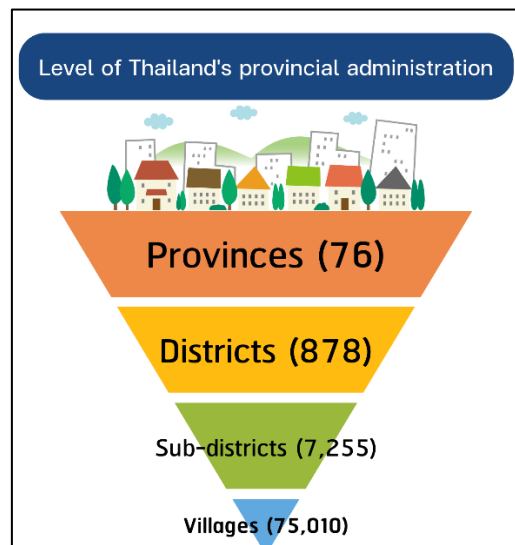 Level of Thailand's provincial administration
Provinces (76)
Districts (878)
Sub-districts (7,255)
Villages (75,010)